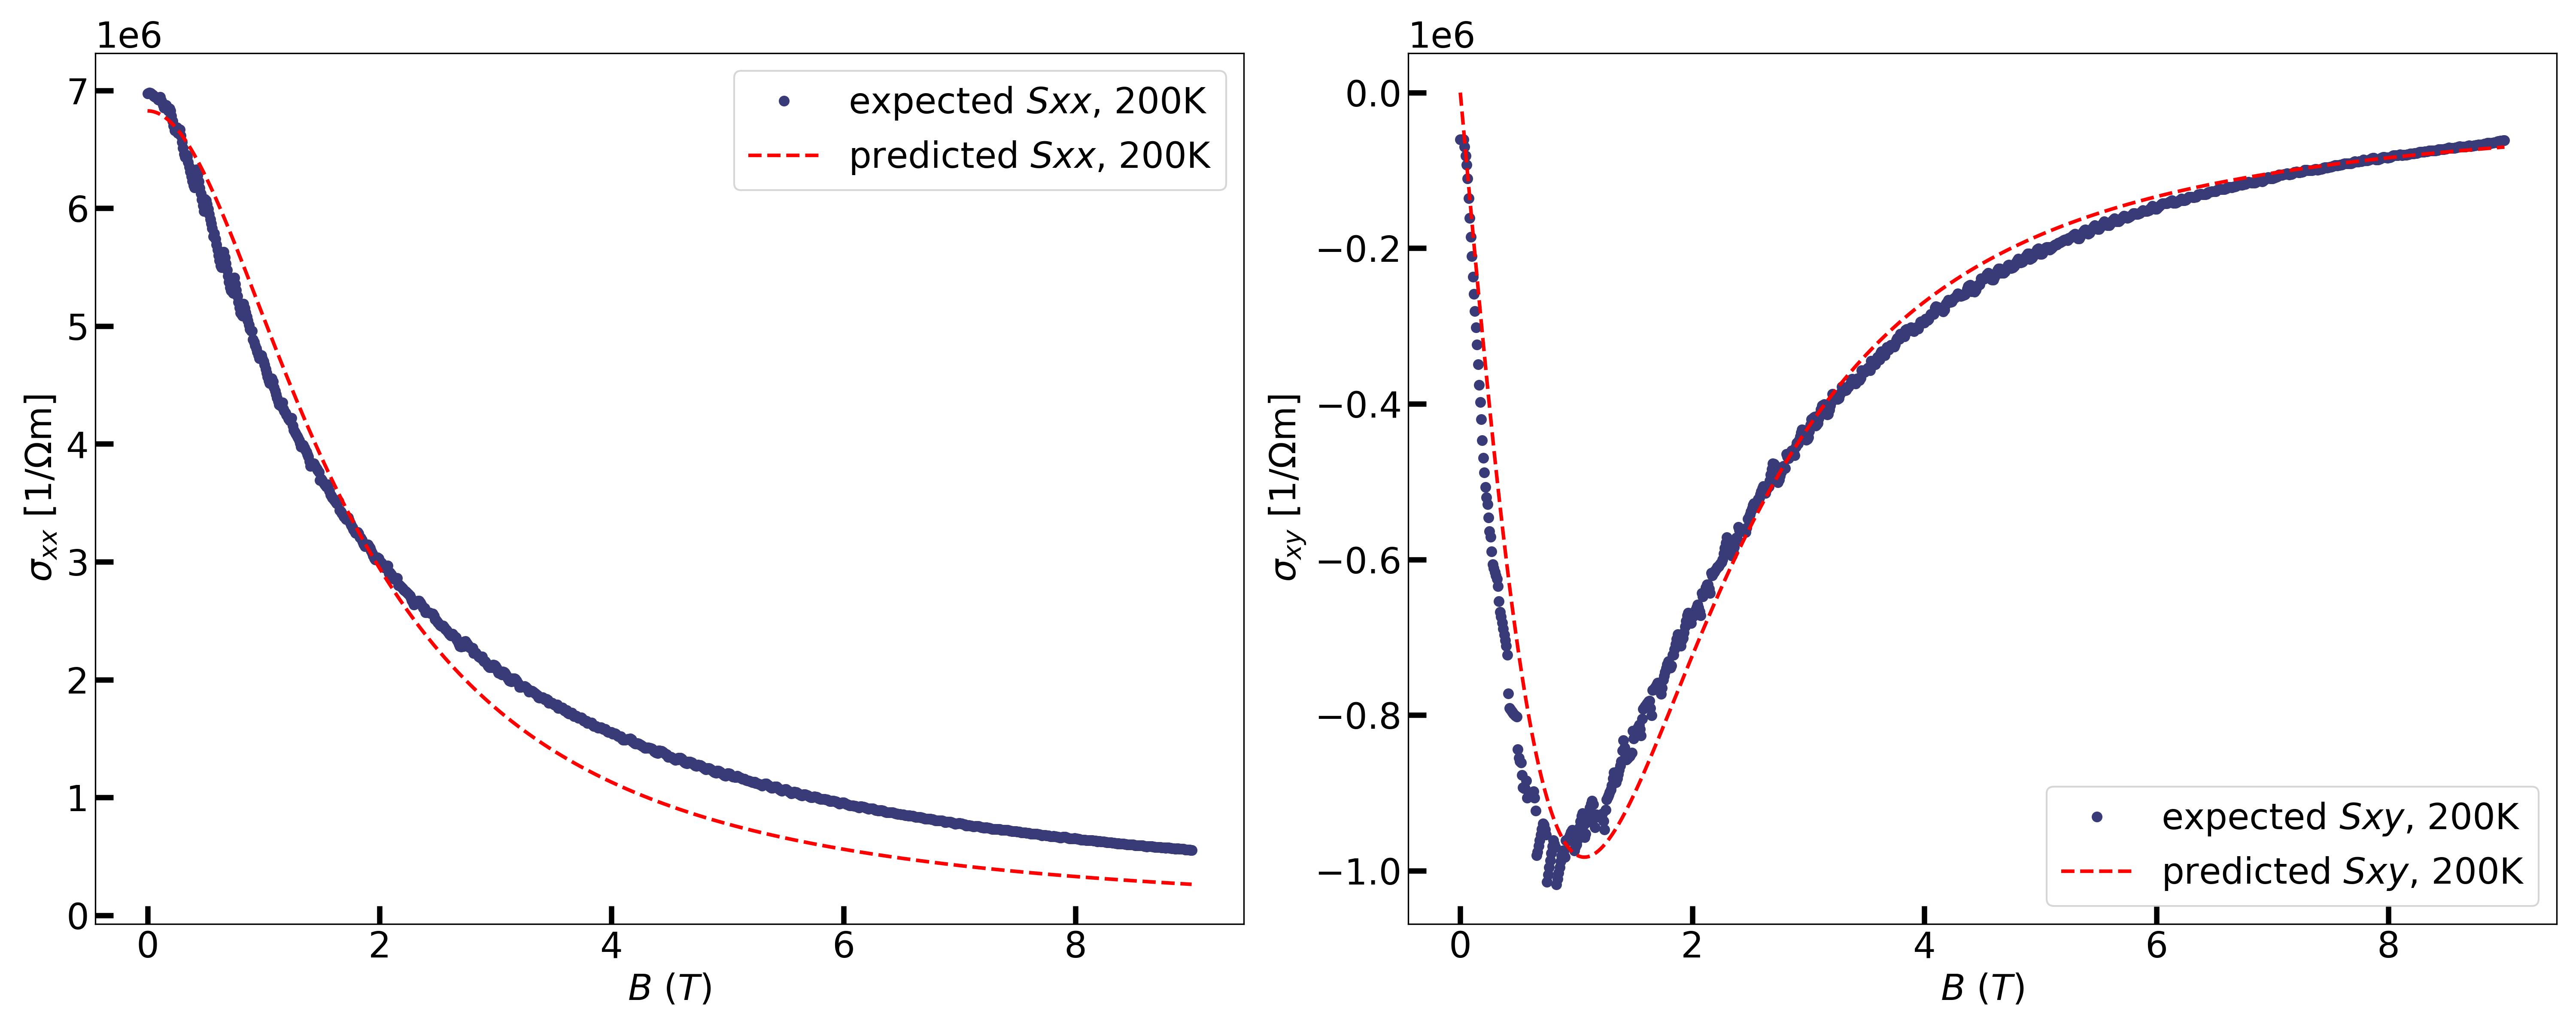 1e6
7
6
5
4
3
2
1
0
σxx [1/Ωm]
expected Sxx, 200K
predicted Sxx, 200K
0 2 4 6 8
B (T)
1e6
0.0
−0.2
−0.4
−0.6
−0.8
−1.0
σxy [1/Ωm]
expected Sxy, 200K
predicted Sxy, 200K
0 2 4 6 8
B (T)